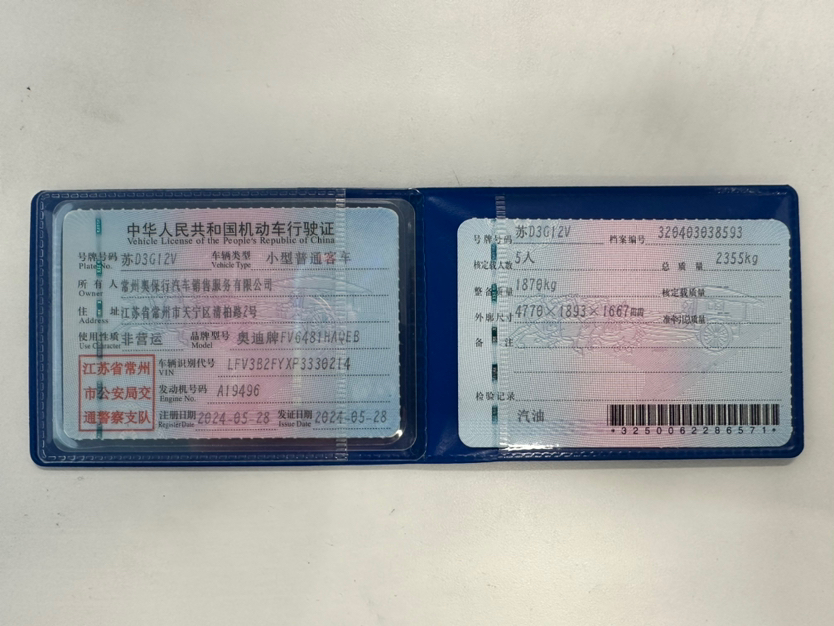 中华人民共和国机动车行驶证
Vehicle License of the People's Republic of China
号牌号码 苏D3G12V 车辆类型 小型普通客车
Plate No. Vehicle Type
所 有 人 常州奥保行汽车销售服务有限公司
Owner
住 址 江苏省常州市天宁区清柏路2号
Address
使用性质 非营运 品牌型号 奥迪牌FV6481HAQEB
Use Character Model
江苏省常州
市公安局交
通警察支队
车辆识别代号 LFV3B2FYXP3330214
VIN
发动机号码 A19496
Engine No.
注册日期 2024-05-28 发证日期 2024-05-28
Register Date Issue Date
号牌号码 苏D3G12V 档案编号 320403038593
核定载人数 5人 总 质 量 2355kg
整备质量 1870kg 核定载质量
外廓尺寸 4770×1893×1667mm 准牵引总质量
备 注
检验记录
汽油
*3250062286571*